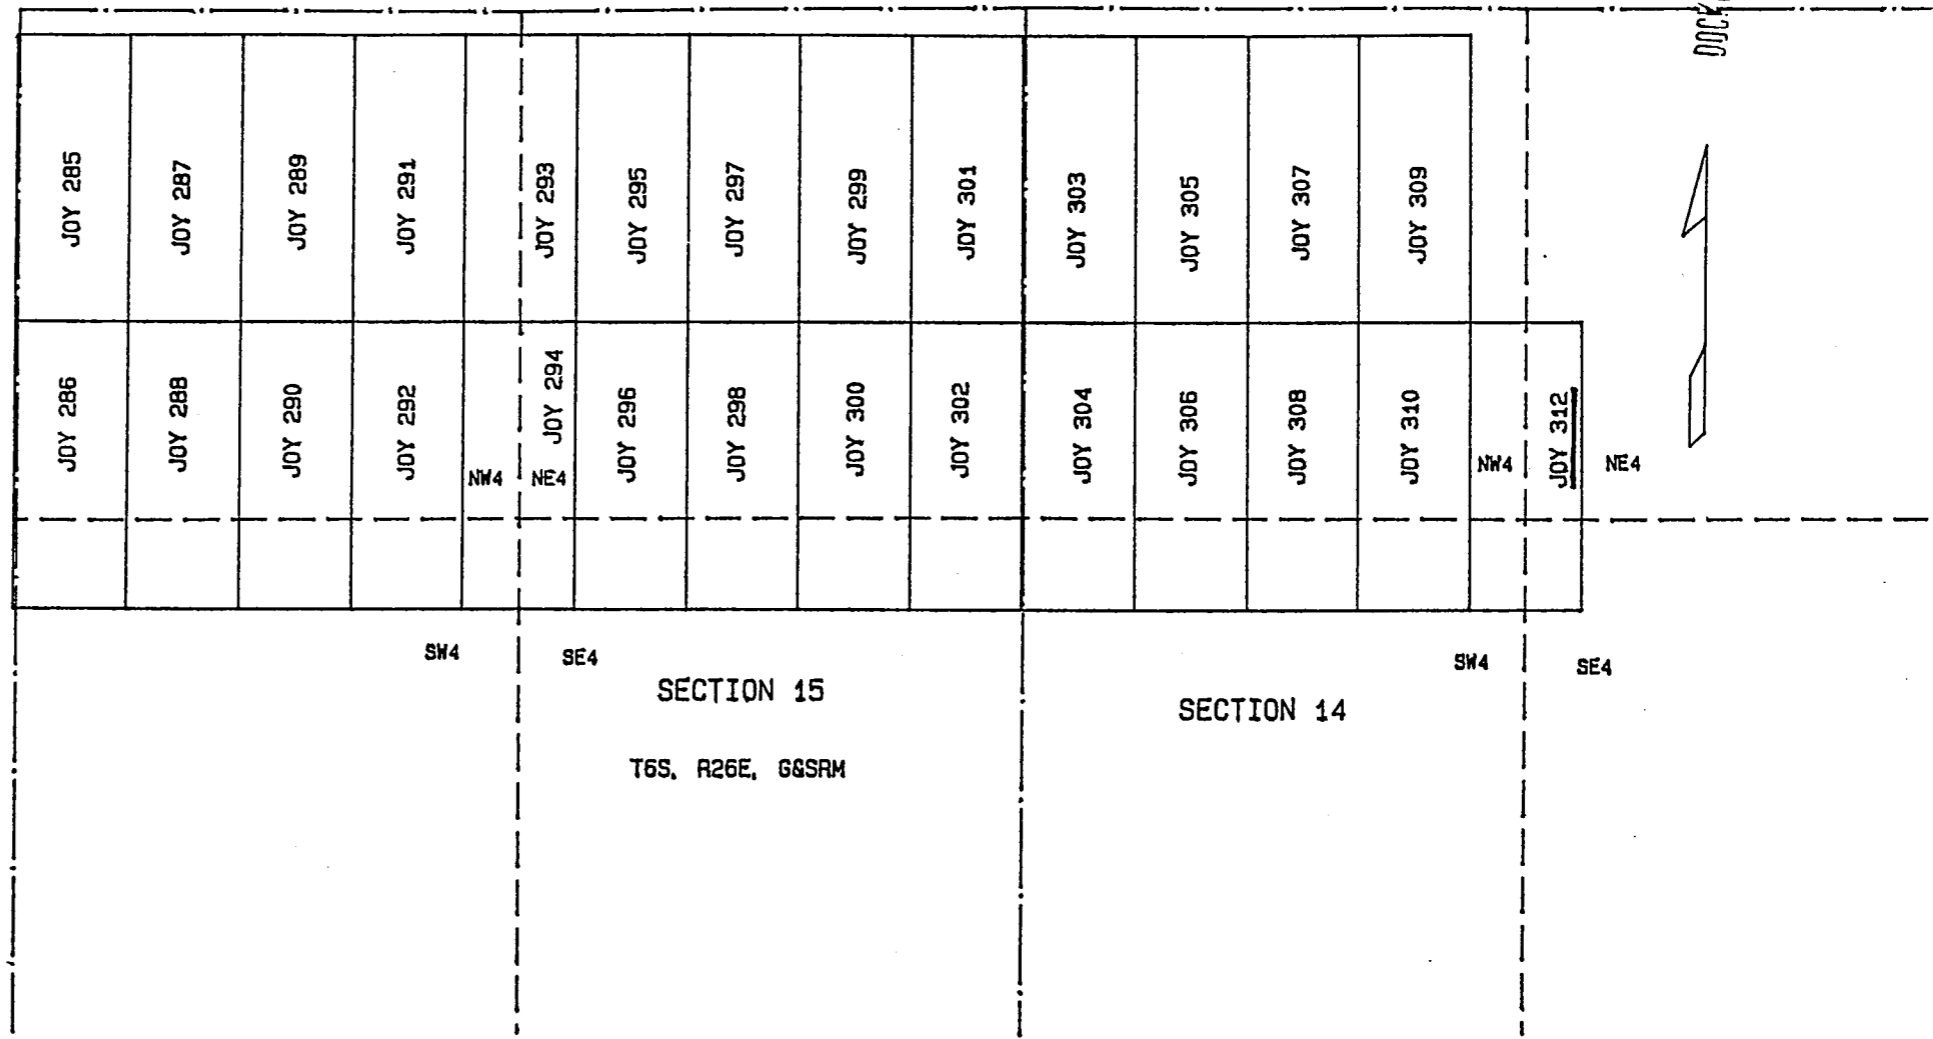 JOY 285
JOY 287
JOY 289
JOY 291
JOY 293
JOY 295
JOY 297
JOY 299
JOY 301
JOY 303
JOY 305
JOY 307
JOY 309
JOY 286
JOY 288
JOY 290
JOY 292
NW4
JOY 294
NE4
JOY 296
JOY 298
JOY 300
JOY 302
JOY 304
JOY 306
JOY 308
JOY 310
NW4
JOY 312
NE4
SW4
SE4
SW4
SE4
SECTION 15
SECTION 14
T6S, R26E, G&SRM